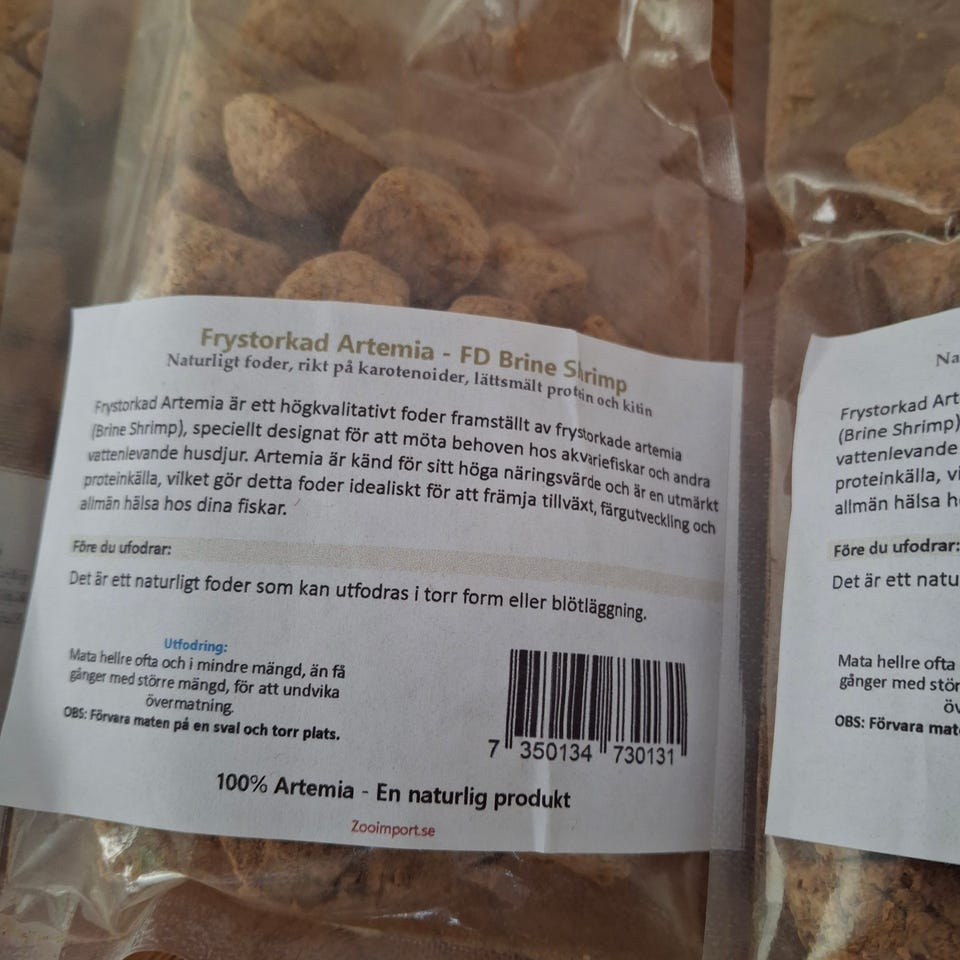 Frystorkad Artemia - FD Brine Shrimp
Naturligt foder, rikt på karotenoider, lättsmält protein och kitin
Frystorkad Artemia är ett högkvalitativt foder framställt av frystorkade artemia
(Brine Shrimp), speciellt designat för att möta behoven hos akvariefiskar och andra
vattenlevande husdjur. Artemia är känd för sitt höga näringsvärde och är en utmärkt
proteinkälla, vilket gör detta foder idealiskt för att främja tillväxt, färgutveckling och
allmän hälsa hos dina fiskar.
Före du ufodrar:
Det är ett naturligt foder som kan utfodras i torr form eller blötläggning.
Utfodring:
Mata hellre ofta och i mindre mängd, än få
gånger med större mängd, för att undvika
övermatning.
OBS: Förvara maten på en sval och torr plats.
7 350134 730131
100% Artemia - En naturlig produkt
Zooimport.se
Na
Frystorkad Art
(Brine Shrimp)
vattenlevande
proteinkälla, vi
allmän hälsa h
Före du ufodrar:
Det är ett natu
Mata hellre ofta
gånger med stör
öv
OBS: Förvara mat